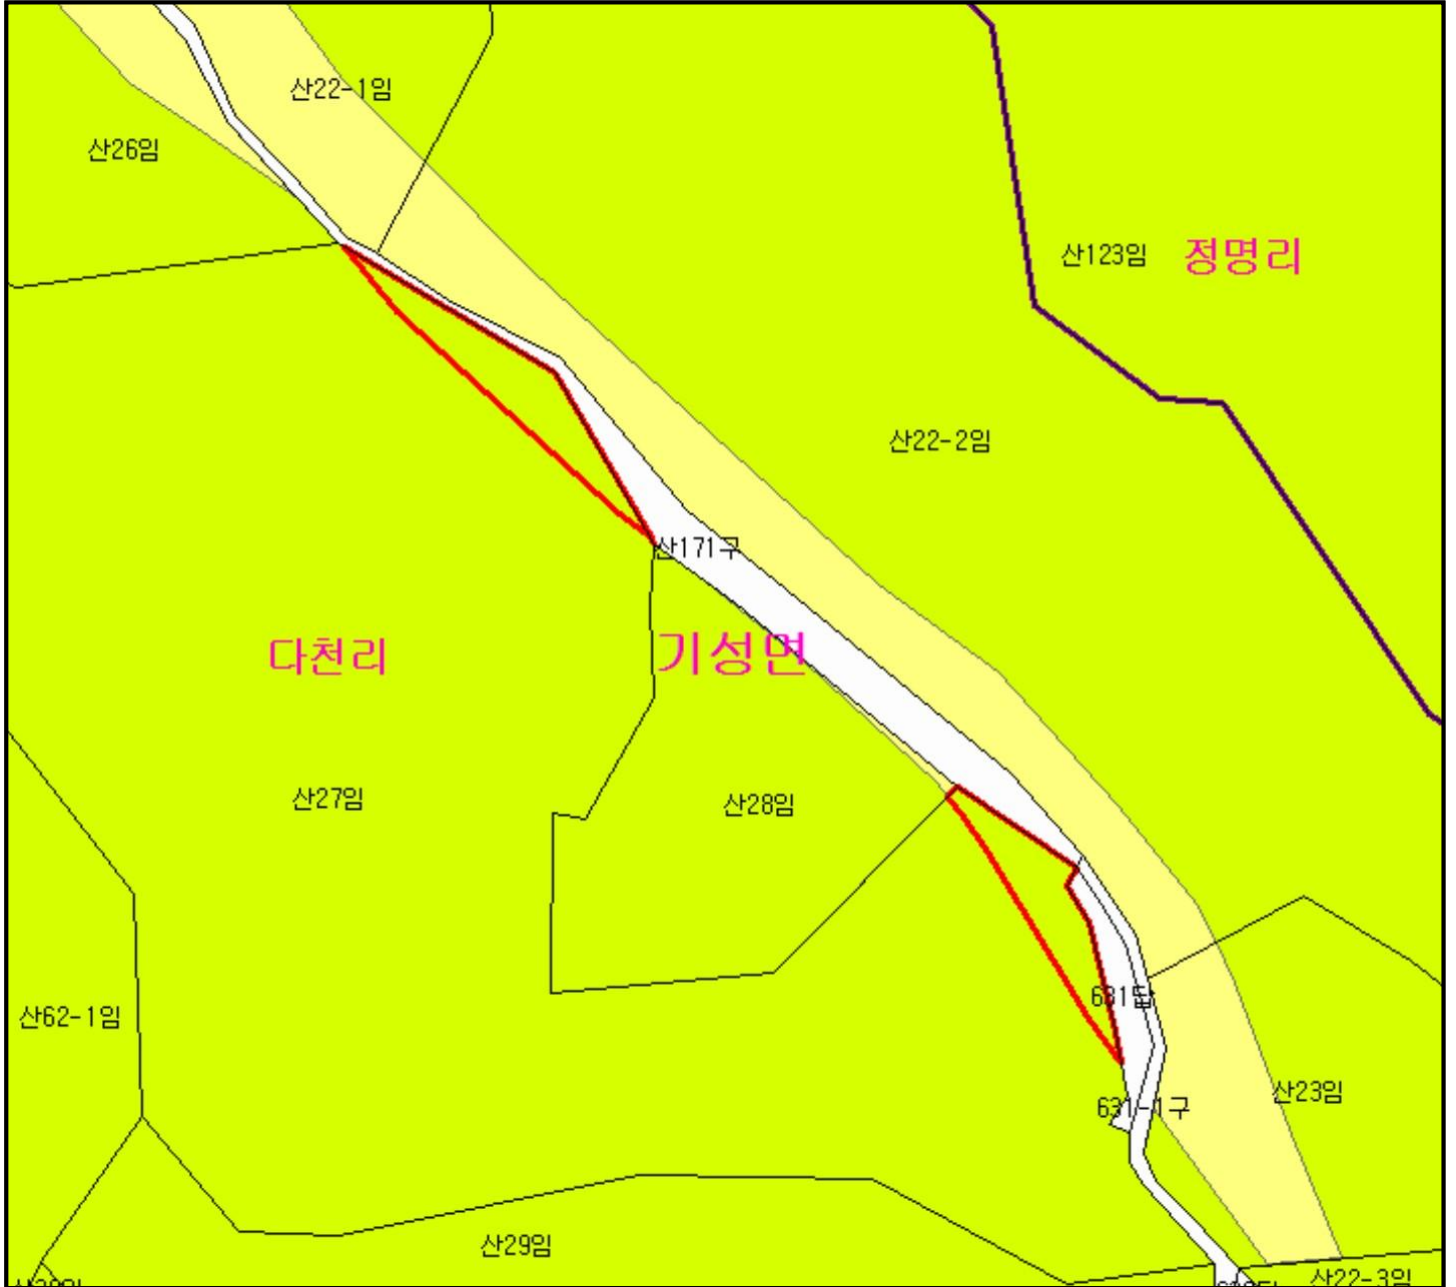 산22-1임
산26임
산123임
정명리
산22-2임
산171구
다천리
기성면
산27임
산28임
631답
산62-1임
산23임
631-1구
산29임
산22-3임